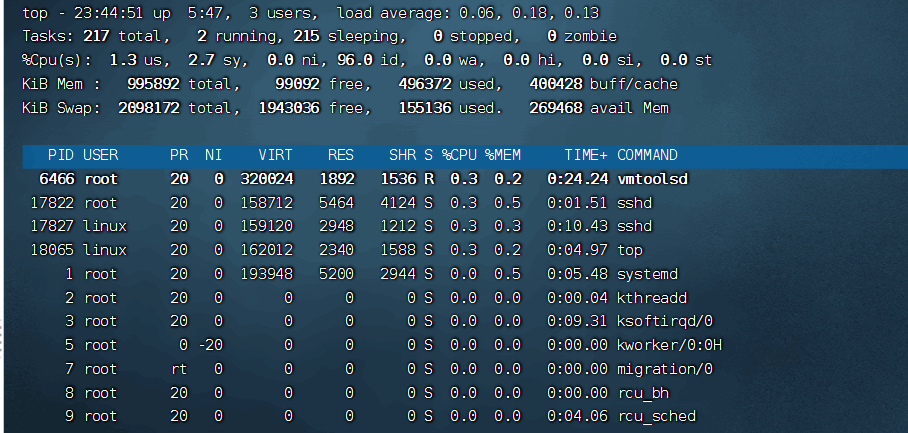 top - 23:44:51 up  5:47,  3 users,  load average: 0.06, 0.18, 0.13
Tasks: 217 total,   2 running, 215 sleeping,   0 stopped,   0 zombie
%Cpu(s):  1.3 us,  2.7 sy,  0.0 ni, 96.0 id,  0.0 wa,  0.0 hi,  0.0 si,  0.0 st
KiB Mem :   995892 total,    99092 free,   496372 used,   400428 buff/cache
KiB Swap:  2098172 total,  1943036 free,   155136 used.   269468 avail Mem
PID USER      PR  NI    VIRT    RES    SHR S %CPU %MEM     TIME+ COMMAND
6466 root      20   0  320024   1892   1536 R  0.3  0.2   0:24.24 vmtoolsd
17822 root      20   0  158712   5464   4124 S  0.3  0.5   0:01.51 sshd
17827 linux     20   0  159120   2948   1212 S  0.3  0.3   0:10.43 sshd
18065 linux     20   0  162012   2340   1588 S  0.3  0.2   0:04.97 top
1 root      20   0  193948   5200   2944 S  0.0  0.5   0:05.48 systemd
2 root      20   0       0      0      0 S  0.0  0.0   0:00.04 kthreadd
3 root      20   0       0      0      0 S  0.0  0.0   0:09.31 ksoftirqd/0
5 root       0 -20       0      0      0 S  0.0  0.0   0:00.00 kworker/0:0H
7 root      rt   0       0      0      0 S  0.0  0.0   0:00.00 migration/0
8 root      20   0       0      0      0 S  0.0  0.0   0:00.00 rcu_bh
9 root      20   0       0      0      0 S  0.0  0.0   0:04.06 rcu_sched